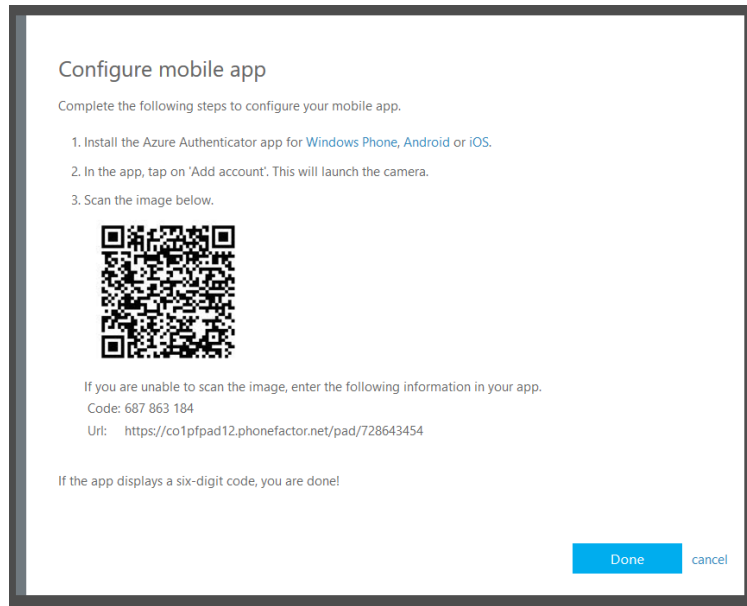 Configure mobile app
Complete the following steps to configure your mobile app.
1. Install the Azure Authenticator app for Windows Phone, Android or iOS.
2. In the app, tap on 'Add account'. This will launch the camera.
3. Scan the image below.
If you are unable to scan the image, enter the following information in your app.
Code: 687 863 184
Url: https://co1pfpad12.phonefactor.net/pad/728643454
If the app displays a six-digit code, you are done!
Done cancel